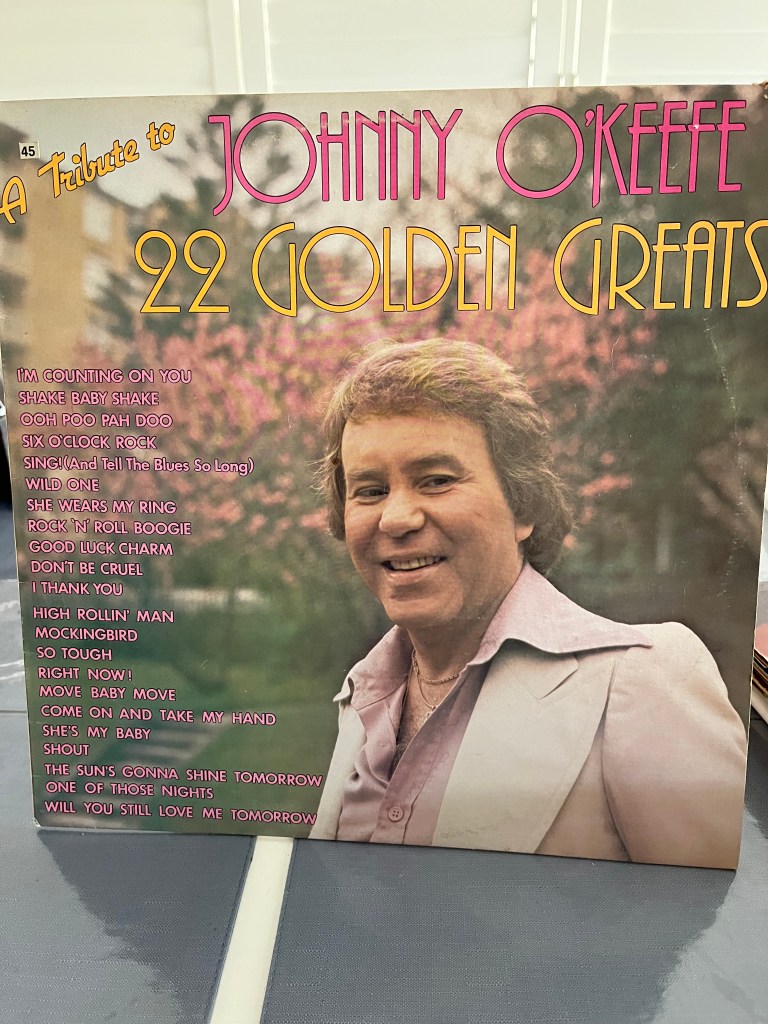 45
A Tribute to
JOHNNY O'KEEFE
22 GOLDEN GREATS
I'M COUNTING ON YOU
SHAKE BABY SHAKE
OOH POO PAH DOO
SIX O'CLOCK ROCK
SING! (And Tell The Blues So Long)
WILD ONE
SHE WEARS MY RING
ROCK 'N' ROLL BOOGIE
GOOD LUCK CHARM
DON'T BE CRUEL
I THANK YOU
HIGH ROLLIN' MAN
MOCKINGBIRD
SO TOUGH
RIGHT NOW!
MOVE BABY MOVE
COME ON AND TAKE MY HAND
SHE'S MY BABY
SHOUT
THE SUN'S GONNA SHINE TOMORROW
ONE OF THOSE NIGHTS
WILL YOU STILL LOVE ME TOMORROW